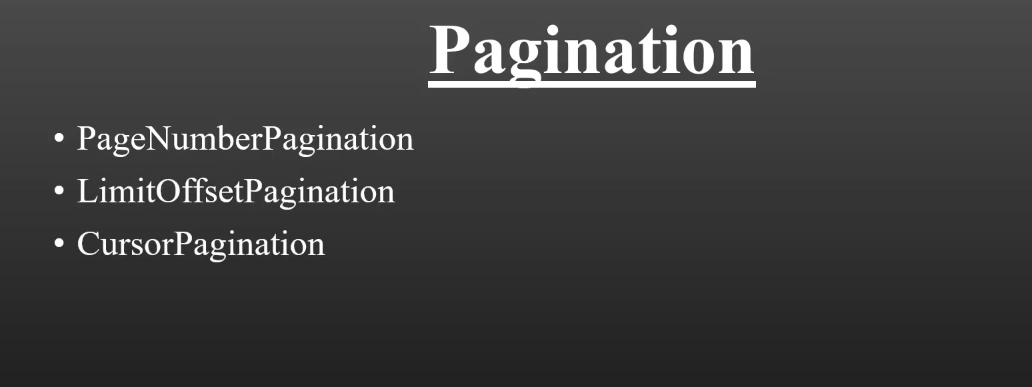 Pagination
• PageNumberPagination
• LimitOffsetPagination
• CursorPagination